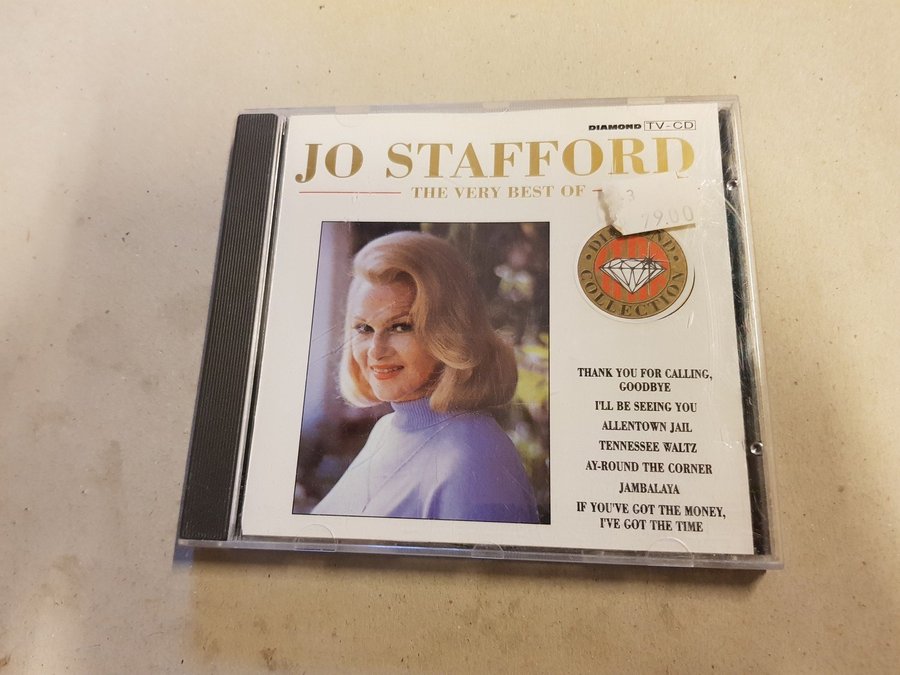 DIAMOND TV-CD
JO STAFFORD
THE VERY BEST OF
3
29.00
DIAMOND
COLLECTION
THANK YOU FOR CALLING,
GOODBYE
I'LL BE SEEING YOU
ALLENTOWN JAIL
TENNESSEE WALTZ
AY-ROUND THE CORNER
JAMBALAYA
IF YOU'VE GOT THE MONEY,
I'VE GOT THE TIME